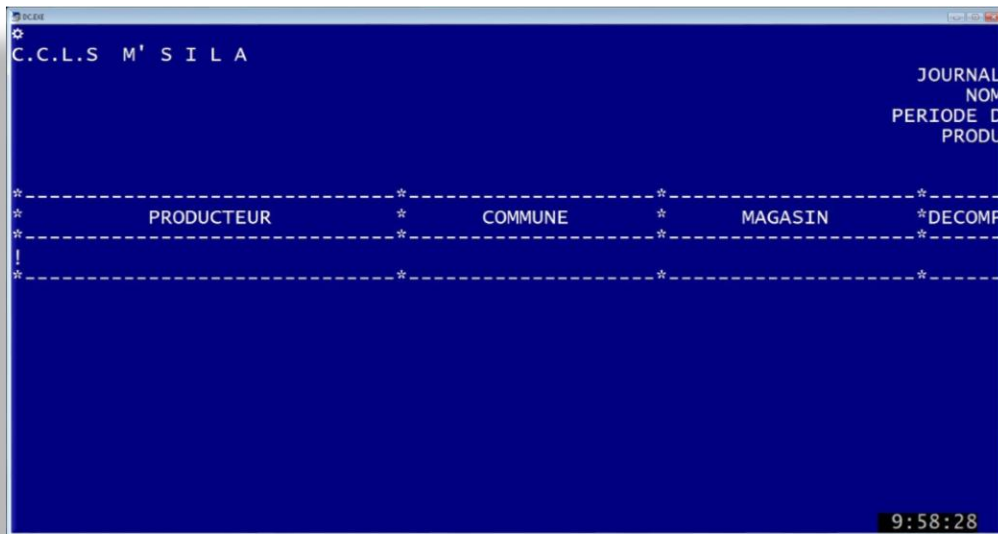 DC.EXE
C.C.L.S M' S I L A
JOURNAL
NOM
PERIODE D
PRODU
*------------------------------*--------------------*--------------------*------
* PRODUCTEUR * COMMUNE * MAGASIN *DECOMP
*------------------------------*--------------------*--------------------*------
!
*------------------------------*--------------------*--------------------*------
9:58:28